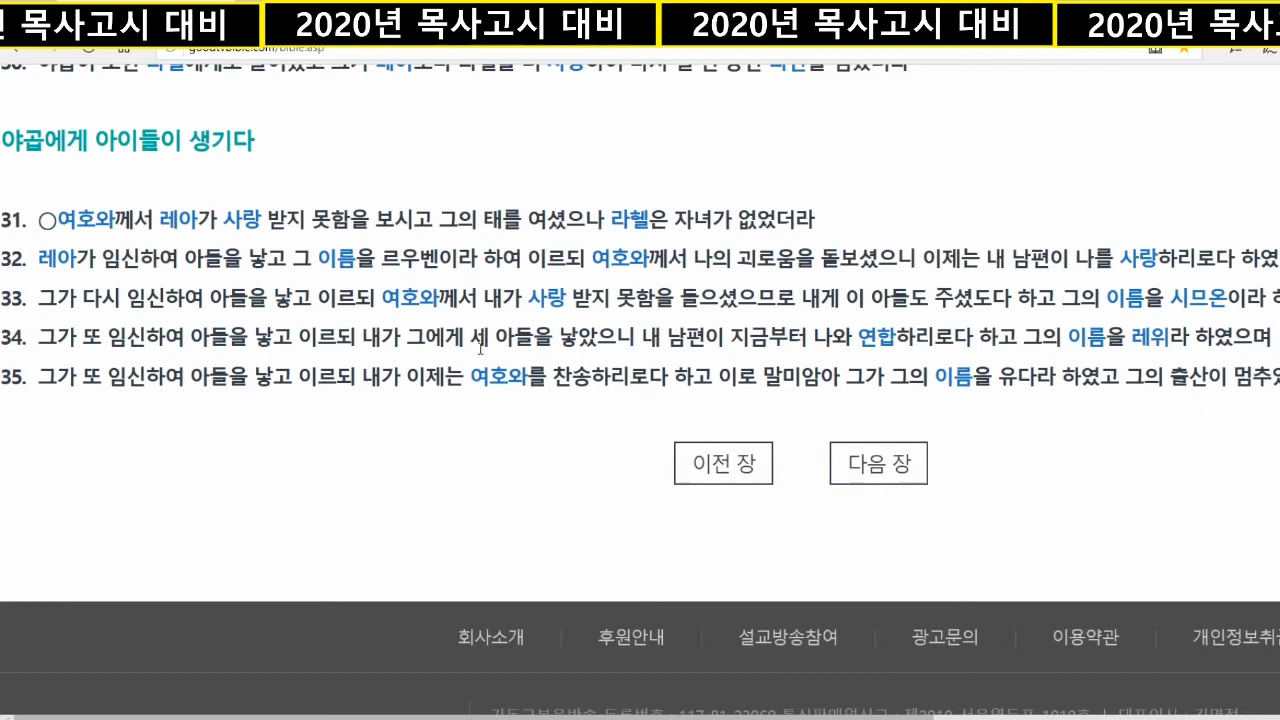 년 목사고시 대비 2020년 목사고시 대비 2020년 목사고시 대비 2020년 목사
goodtvbible.com/bible.asp
야곱에게 아이들이 생기다
31. ○여호와께서 레아가 사랑 받지 못함을 보시고 그의 태를 여셨으나 라헬은 자녀가 없었더라
32. 레아가 임신하여 아들을 낳고 그 이름을 르우벤이라 하여 이르되 여호와께서 나의 괴로움을 돌보셨으니 이제는 내 남편이 나를 사랑하리로다 하였
33. 그가 다시 임신하여 아들을 낳고 이르되 여호와께서 내가 사랑 받지 못함을 들으셨으므로 내게 이 아들도 주셨도다 하고 그의 이름을 시므온이라 하
34. 그가 또 임신하여 아들을 낳고 이르되 내가 그에게 세 아들을 낳았으니 내 남편이 지금부터 나와 연합하리로다 하고 그의 이름을 레위라 하였으며
35. 그가 또 임신하여 아들을 낳고 이르되 내가 이제는 여호와를 찬송하리로다 하고 이로 말미암아 그가 그의 이름을 유다라 하였고 그의 출산이 멈추었
이전 장 다음 장
회사소개 후원안내 설교방송참여 광고문의 이용약관 개인정보취급